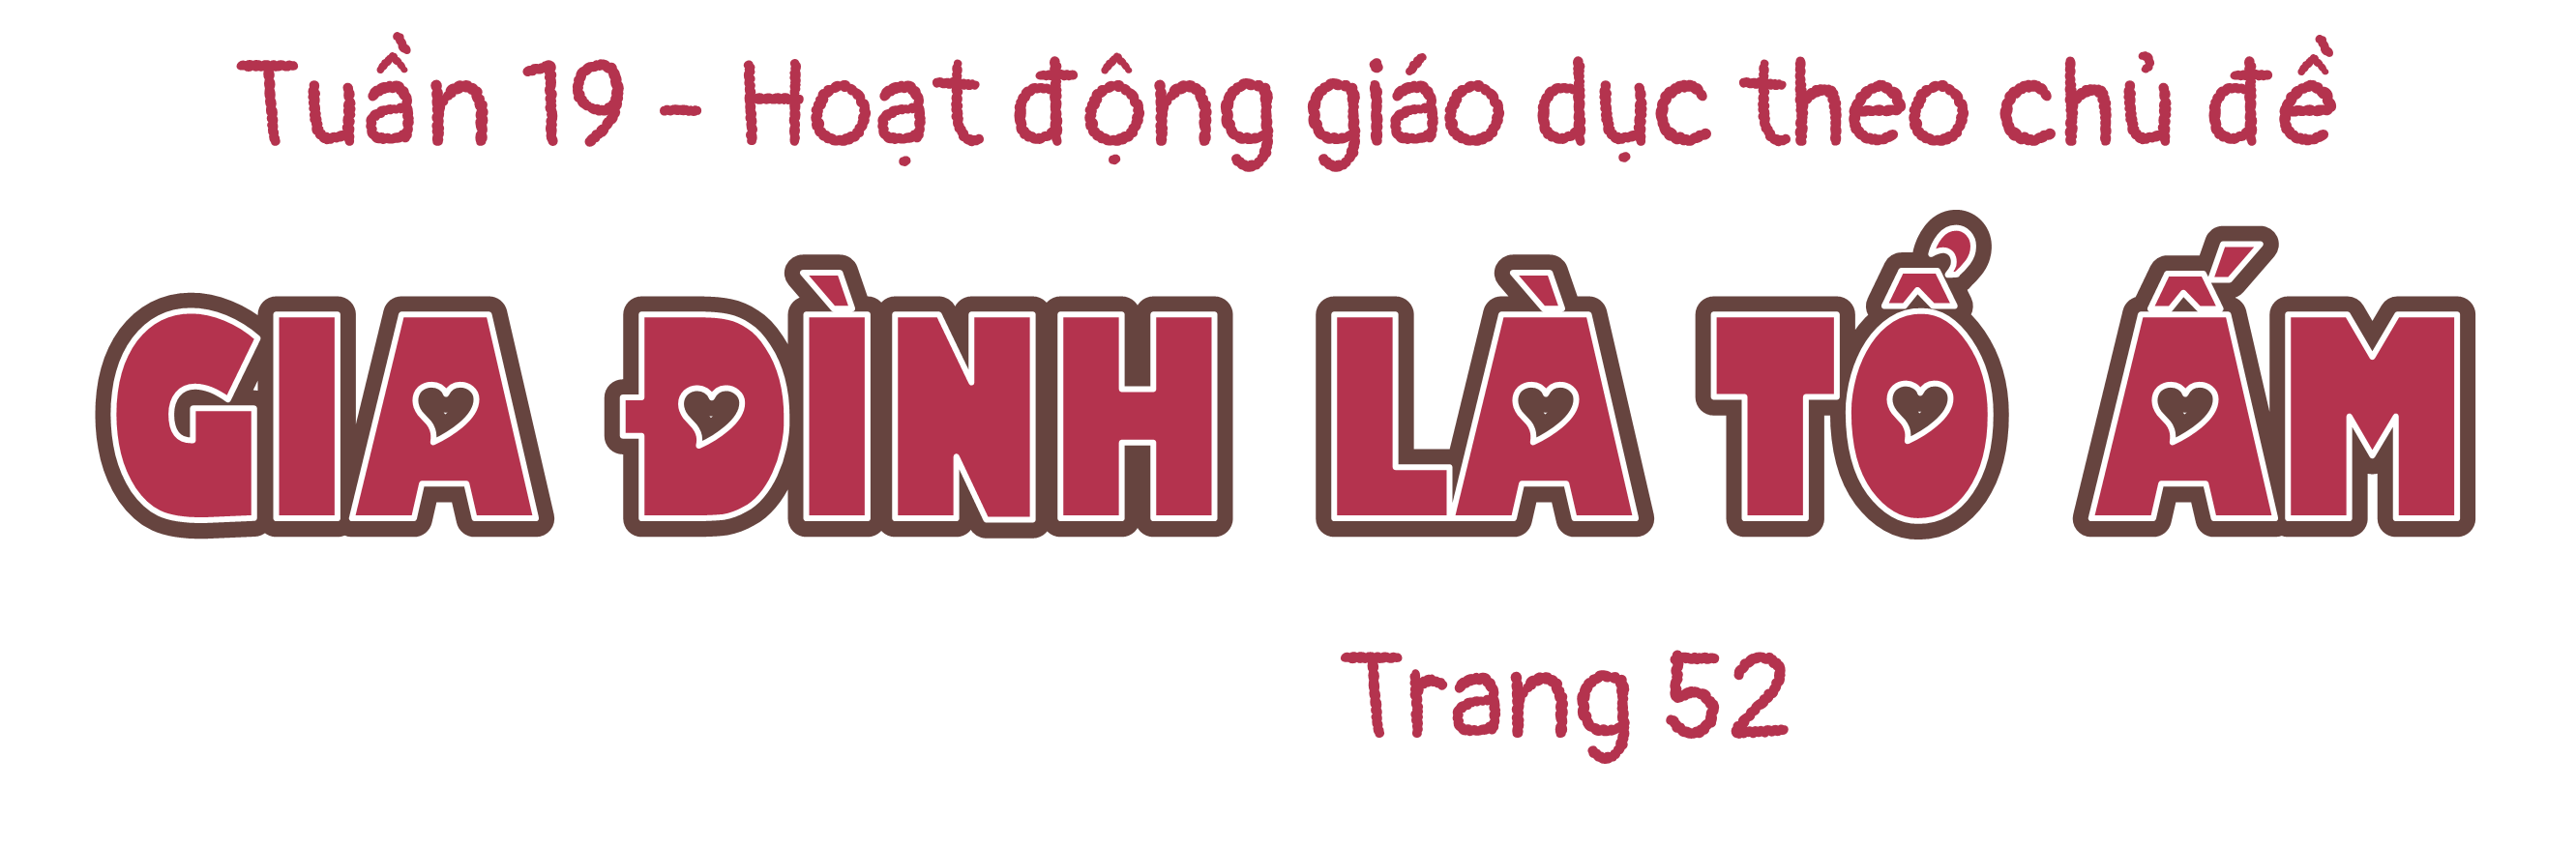 Tuần 19 - Hoạt động giáo dục theo chủ đề
GIA ĐÌNH LÀ TỔ ẤM
Trang 52